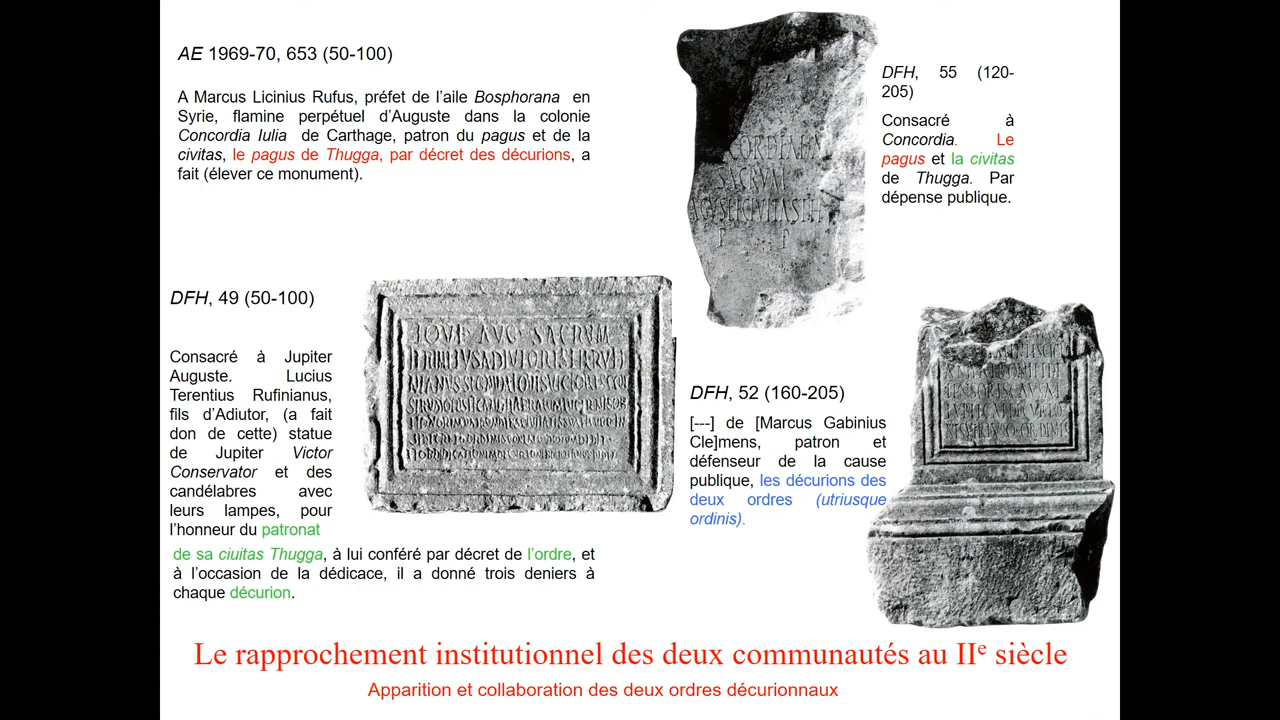 AE 1969-70, 653 (50-100)
A Marcus Licinius Rufus, préfet de l’aile Bosphorana en
Syrie, flamine perpétuel d’Auguste dans la colonie
Concordia Iulia de Carthage, patron du pagus et de la
civitas, le pagus de Thugga, par décret des décurions, a
fait (élever ce monument).
DFH, 55 (120-
205)
Consacré à
Concordia. Le
pagus et la civitas
de Thugga. Par
dépense publique.
SACRVM
DFH, 49 (50-100)
Consacré à Jupiter
Auguste. Lucius
Terentius Rufinianus,
fils d’Adiutor, (a fait
don de cette) statue
de Jupiter Victor
Conservator et des
candélabres avec
leurs lampes, pour
l’honneur du patronat
de sa ciuitas Thugga, à lui conféré par décret de l’ordre, et
à l’occasion de la dédicace, il a donné trois deniers à
chaque décurion.
IOVI AVG SACRVM
DFH, 52 (160-205)
[---] de [Marcus Gabinius
Cle]mens, patron et
défenseur de la cause
publique, les décurions des
deux ordres (utriusque
ordinis).
Le rapprochement institutionnel des deux communautés au IIe siècle
Apparition et collaboration des deux ordres décurionnaux